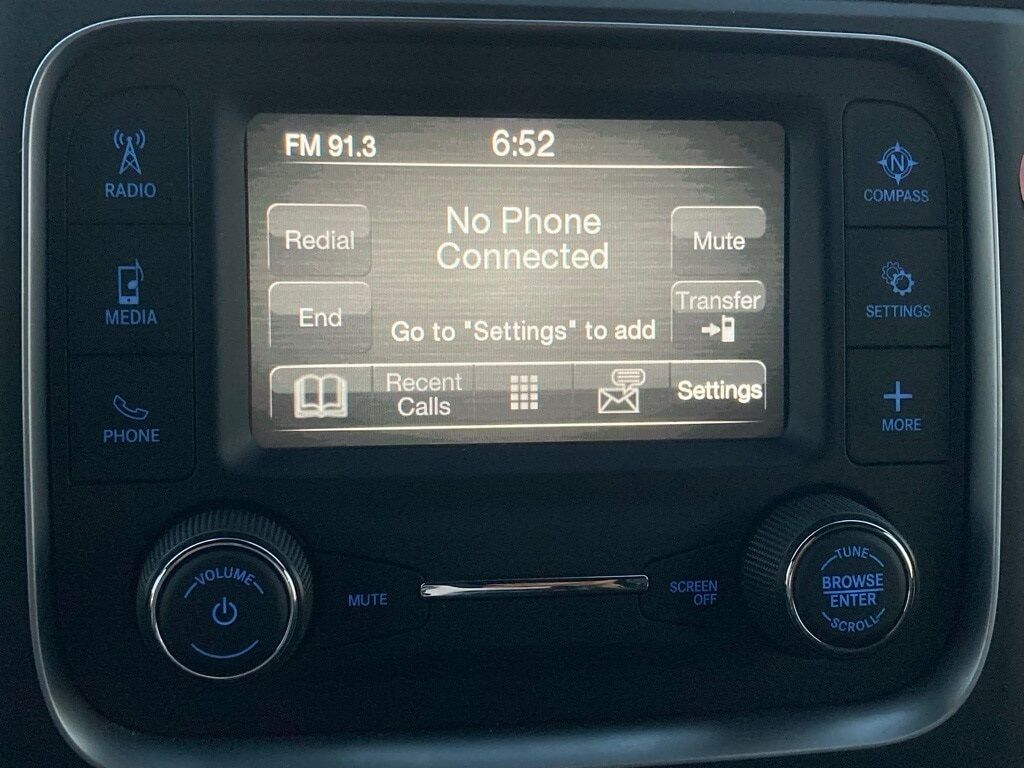 FM 91.3
6:52
RADIO
MEDIA
PHONE
Redial
End
No Phone
Connected
Go to "Settings" to add
Mute
Transfer
Recent
Calls
Settings
N
COMPASS
SETTINGS
MORE
VOLUME
MUTE
SCREEN
OFF
TUNE
BROWSE
ENTER
SCROLL